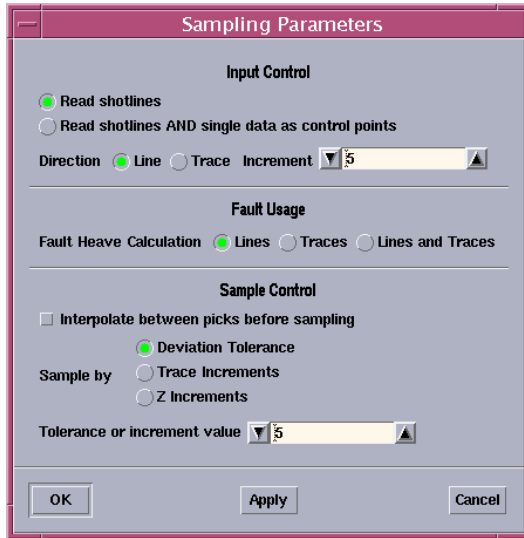 Sampling Parameters
Input Control
Read shotlines
Read shotlines AND single data as control points
Direction Line Trace Increment 5
Fault Usage
Fault Heave Calculation Lines Traces Lines and Traces
Sample Control
Interpolate between picks before sampling
Deviation Tolerance
Sample by Trace Increments
Z Increments
Tolerance or increment value 5
OK Apply Cancel